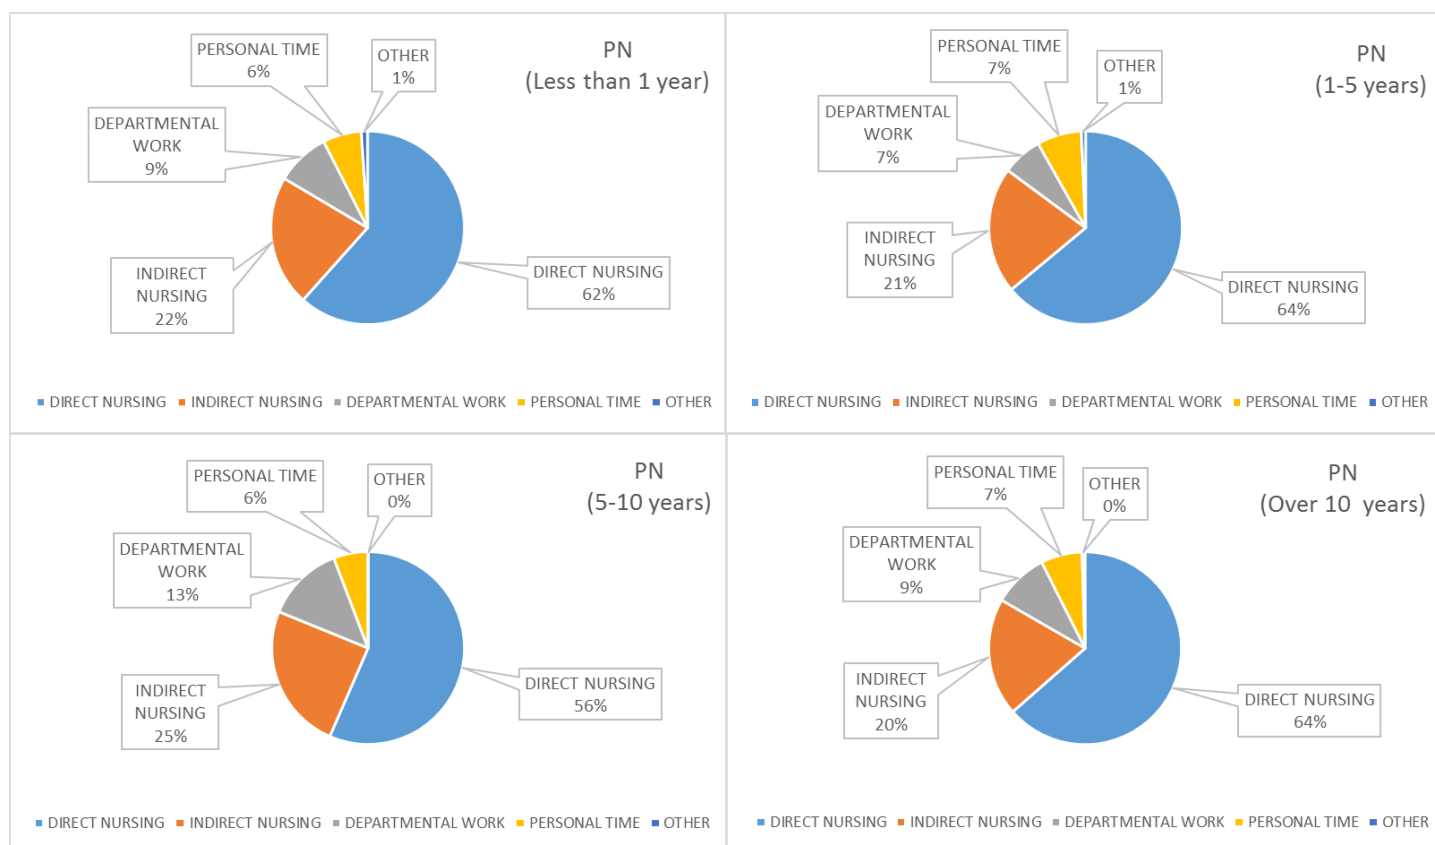 PN
(Less than 1 year)
PERSONAL TIME
6%
OTHER
1%
DEPARTMENTAL
WORK
9%
INDIRECT
NURSING
22%
DIRECT NURSING
62%
DIRECT NURSING INDIRECT NURSING DEPARTMENTAL WORK PERSONAL TIME OTHER
PN
(1-5 years)
PERSONAL TIME
7%
OTHER
1%
DEPARTMENTAL
WORK
7%
INDIRECT
NURSING
21%
DIRECT NURSING
64%
DIRECT NURSING INDIRECT NURSING DEPARTMENTAL WORK PERSONAL TIME OTHER
PN
(5-10 years)
PERSONAL TIME
6%
OTHER
0%
DEPARTMENTAL
WORK
13%
INDIRECT
NURSING
25%
DIRECT NURSING
56%
DIRECT NURSING INDIRECT NURSING DEPARTMENTAL WORK PERSONAL TIME OTHER
PN
(Over 10 years)
PERSONAL TIME
7%
OTHER
0%
DEPARTMENTAL
WORK
9%
INDIRECT
NURSING
20%
DIRECT NURSING
64%
DIRECT NURSING INDIRECT NURSING DEPARTMENTAL WORK PERSONAL TIME OTHER